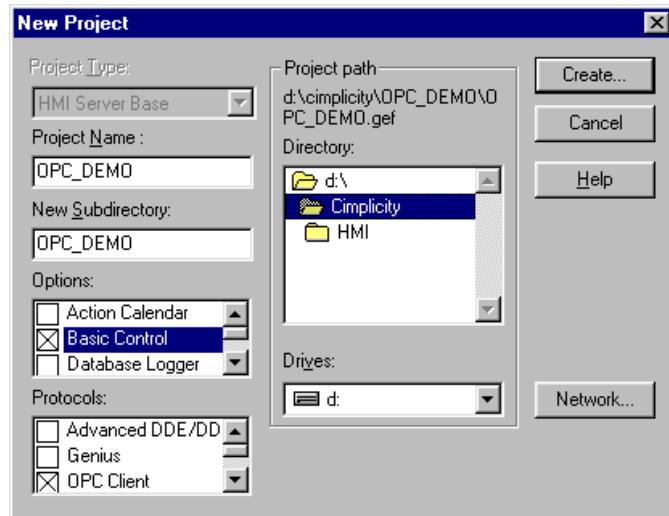 New Project
Project Type:
HMI Server Base
Project Name :
OPC_DEMO
New Subdirectory:
OPC_DEMO
Options:
Action Calendar
Basic Control
Database Logger
Protocols:
Advanced DDE/DD
Genius
OPC Client
Project path
d:\cimplicity\OPC_DEMO\O
PC_DEMO.gef
Directory:
d:\
Cimplicity
HMI
Drives:
d:
Create...
Cancel
Help
Network...